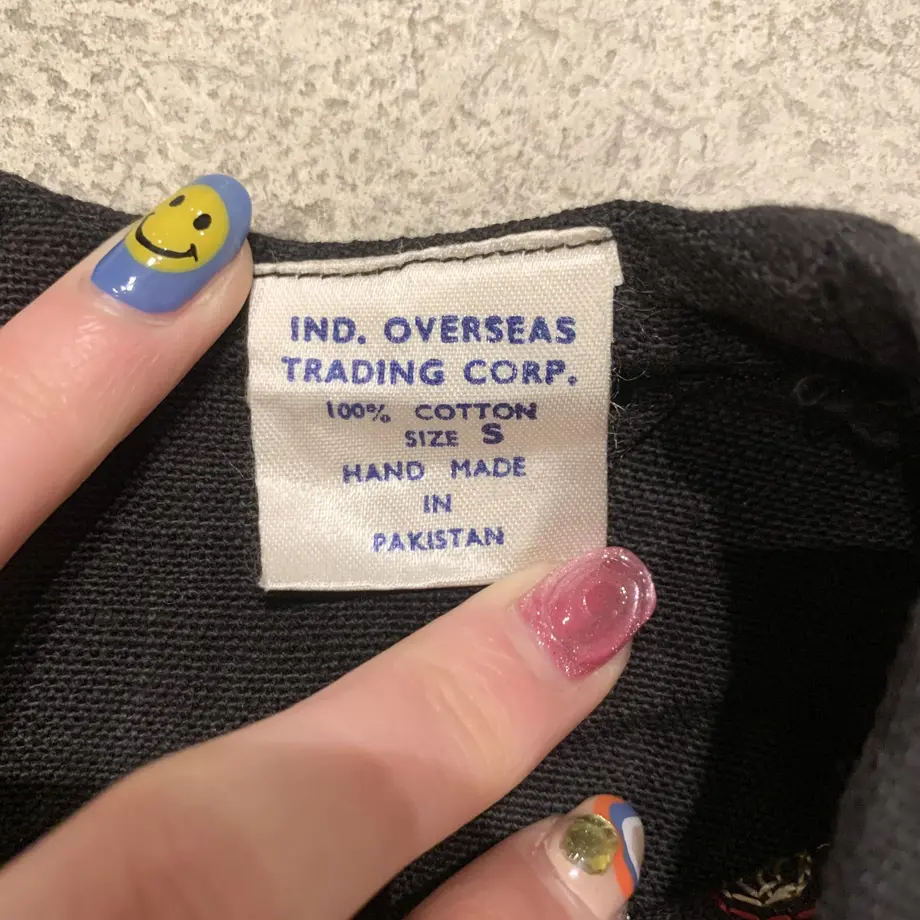 IND. OVERSEAS
TRADING CORP.
100% COTTON
SIZE S
HAND MADE
IN
PAKISTAN